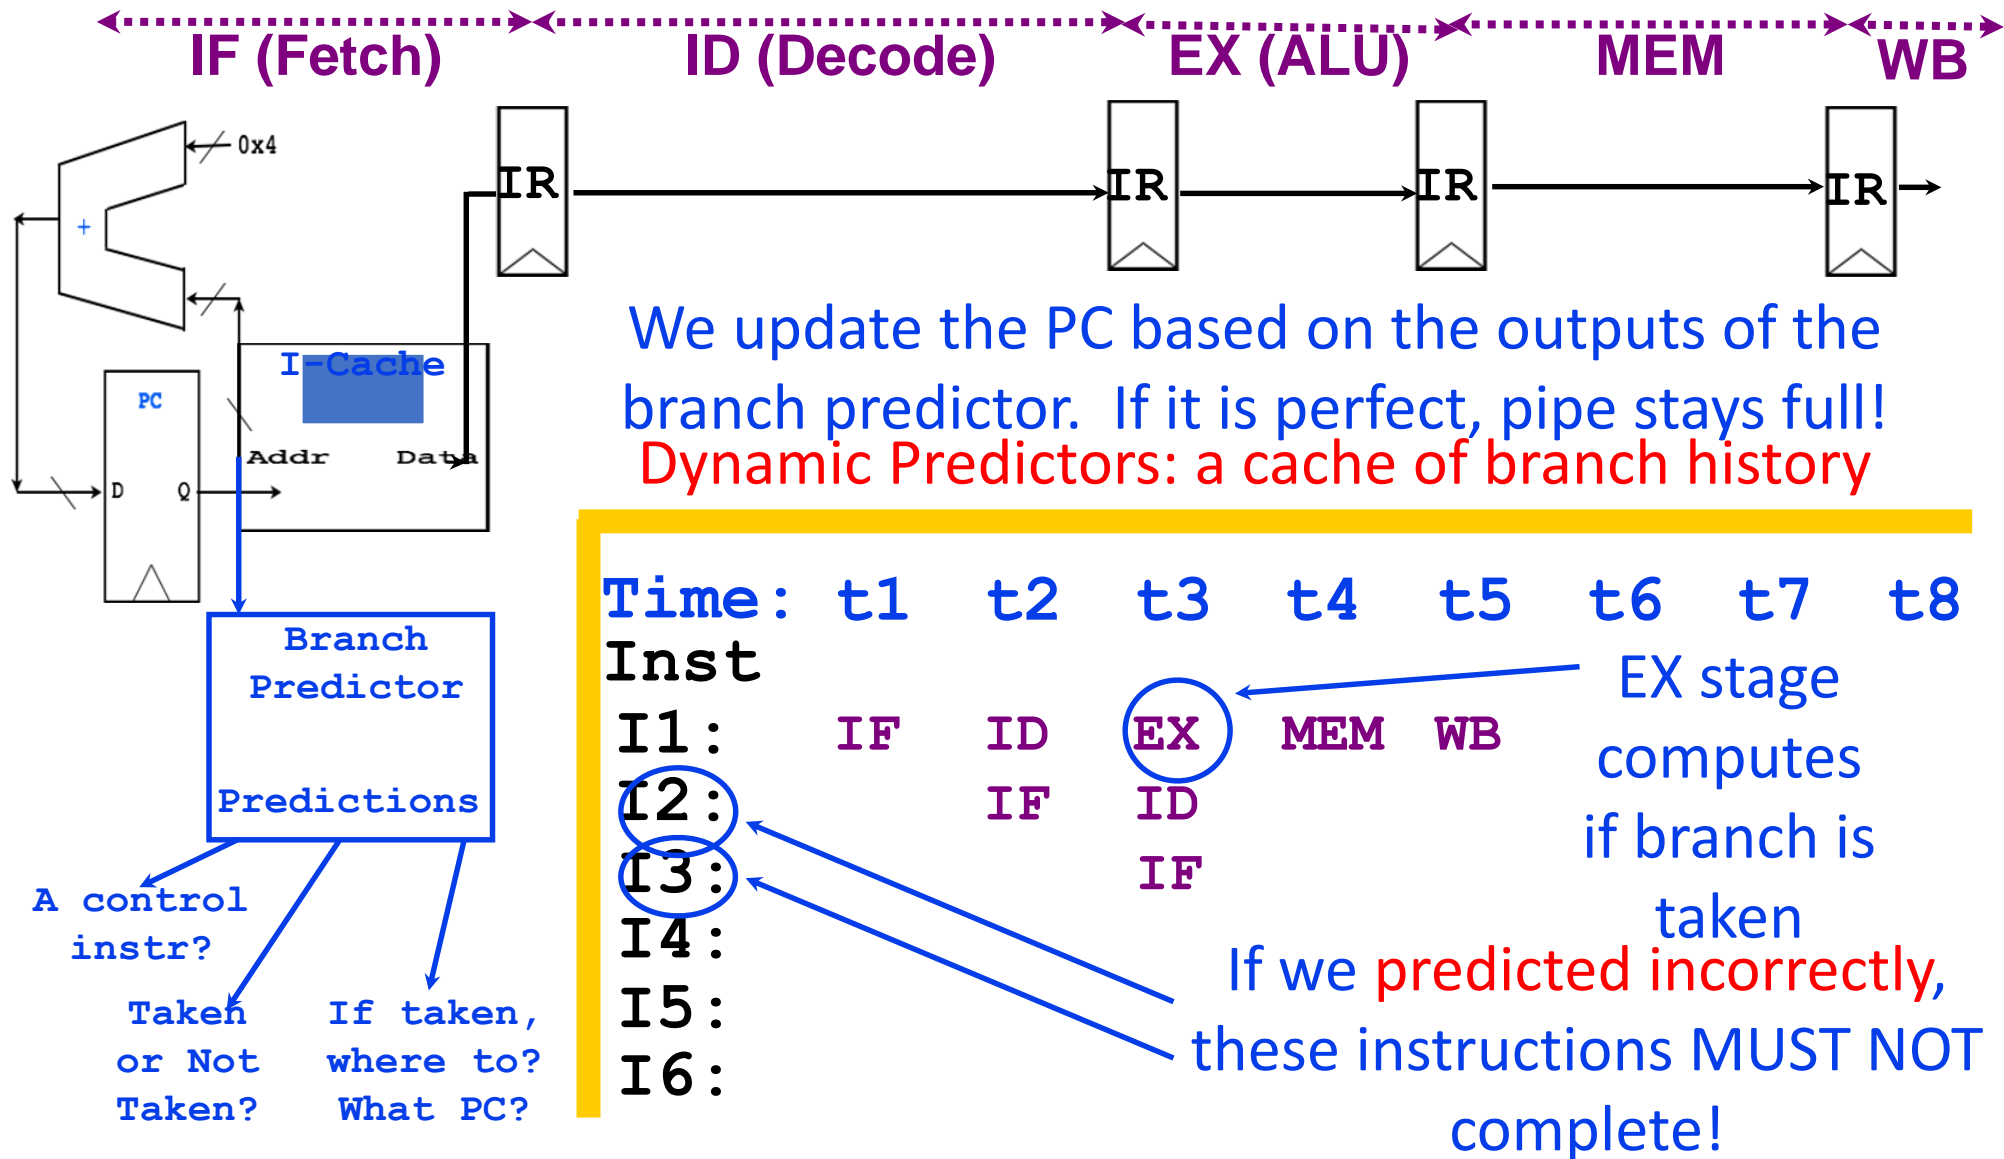 IF (Fetch)
ID (Decode)
EX (ALU)
MEM
WB
0x4
+
IR
IR
IR
IR
I-Cache
PC
Addr Data
D Q
We update the PC based on the outputs of the
branch predictor. If it is perfect, pipe stays full!
Dynamic Predictors: a cache of branch history
Branch
Predictor
Predictions
A control
instr?
Taken
or Not
Taken?
If taken,
where to?
What PC?
Time: t1 t2 t3 t4 t5 t6 t7 t8
Inst
I1: IF ID EX MEM WB
I2: IF ID
I3: IF
I4:
I5:
I6:
EX stage
computes
if branch is
taken
If we predicted incorrectly,
these instructions MUST NOT
complete!